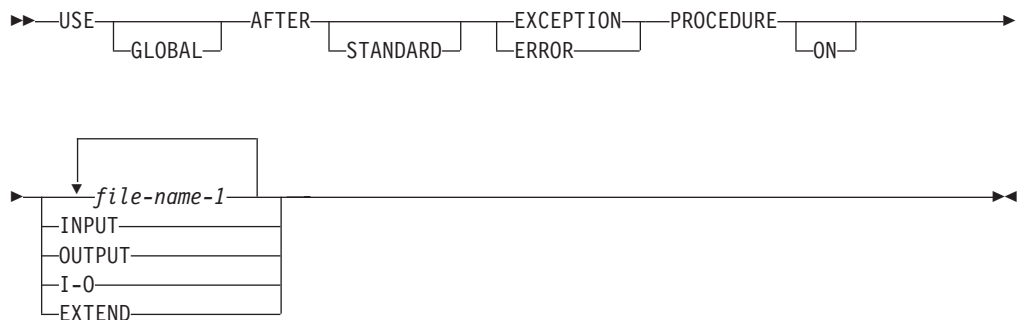 USE AFTER EXCEPTION PROCEDURE
GLOBAL STANDARD ERROR ON
file-name-1
INPUT
OUTPUT
I-O
EXTEND